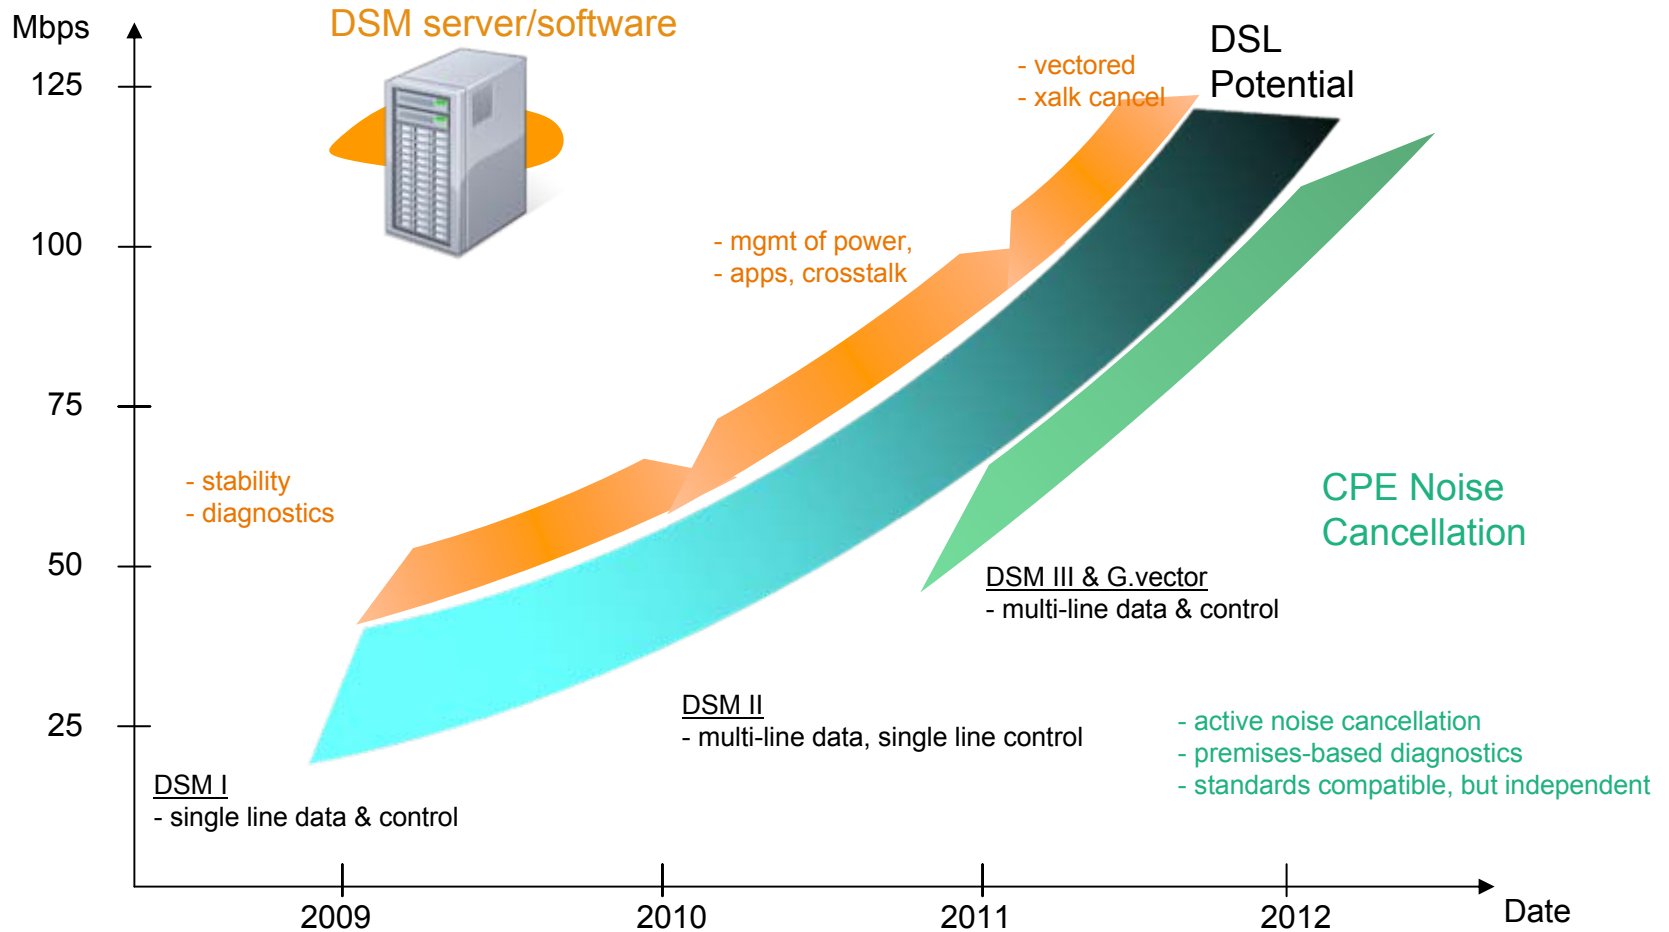 Mbps
DSM server/software
125
- vectored
- xalk cancel
DSL
Potential
100
- mgmt of power,
- apps, crosstalk
75
- stability
- diagnostics
CPE Noise
Cancellation
50
DSM III & G.vector
- multi-line data & control
25
DSM II
- multi-line data, single line control
- active noise cancellation
- premises-based diagnostics
- standards compatible, but independent
DSM I
- single line data & control
2009
2010
2011
2012
Date